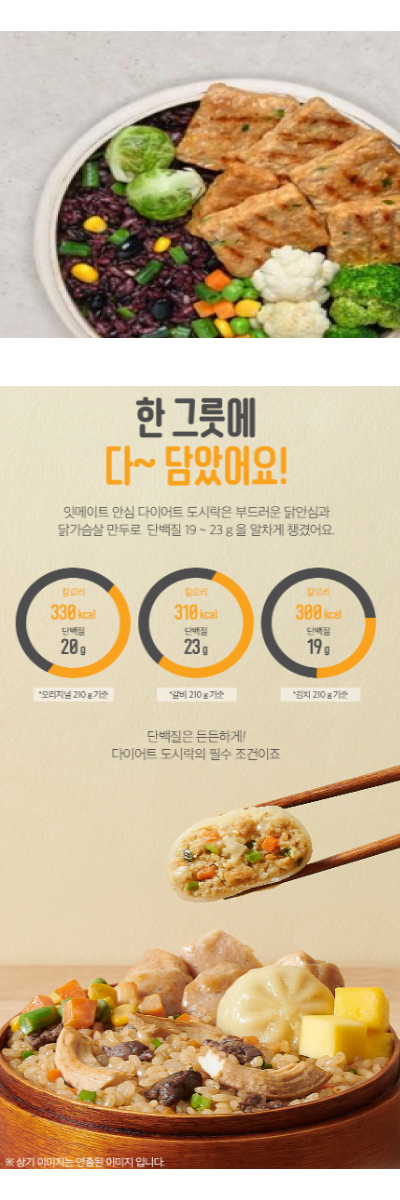 한 그릇에
다~ 담았어요!
잇메이트 안심 다이어트 도시락은 부드러운 닭안심과
닭가슴살 만두로 단백질 19 ~ 23 g 을 알차게 챙겼어요.
칼로리
330 kcal
단백질
20 g
*오리지널 210 g 기준
칼로리
310 kcal
단백질
23 g
*갈비 210 g 기준
칼로리
300 kcal
단백질
19 g
*김치 210 g 기준
단백질은 든든하게!
다이어트 도시락의 필수 조건이죠
※ 상기 이미지는 연출된 이미지 입니다.